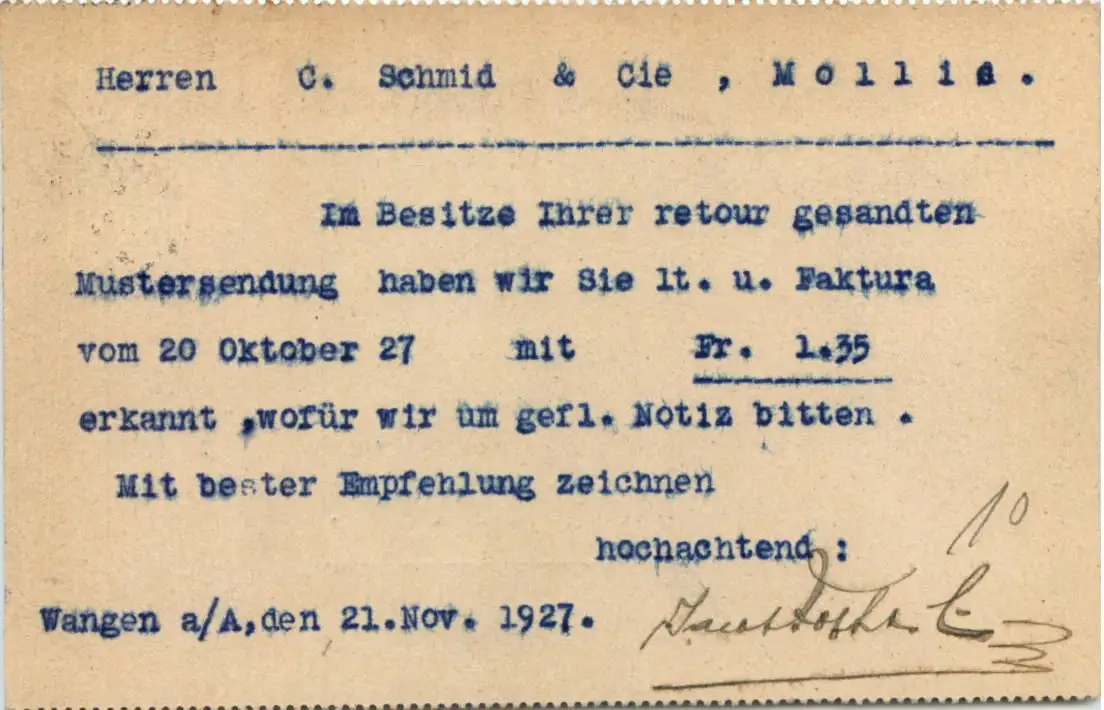 Herren C. Schmid & Cie , Mollis.
Im Besitze Ihrer retour gesandten
Mustersendung haben wir Sie lt. u. Faktura
vom 20 Oktober 27 mit Fr. 1.35
erkannt ,wofür wir um gefl. Notiz bitten .
Mit bester Empfehlung zeichnen
hochachtend :
Wangen a/A,den 21.Nov. 1927.